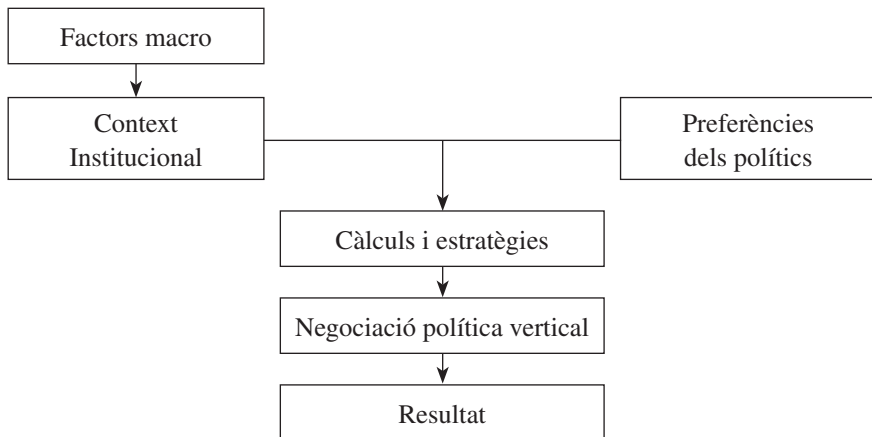 Factors macro
Context
Institucional
Preferències
dels polítics
Càlculs i estratègies
Negociació política vertical
Resultat